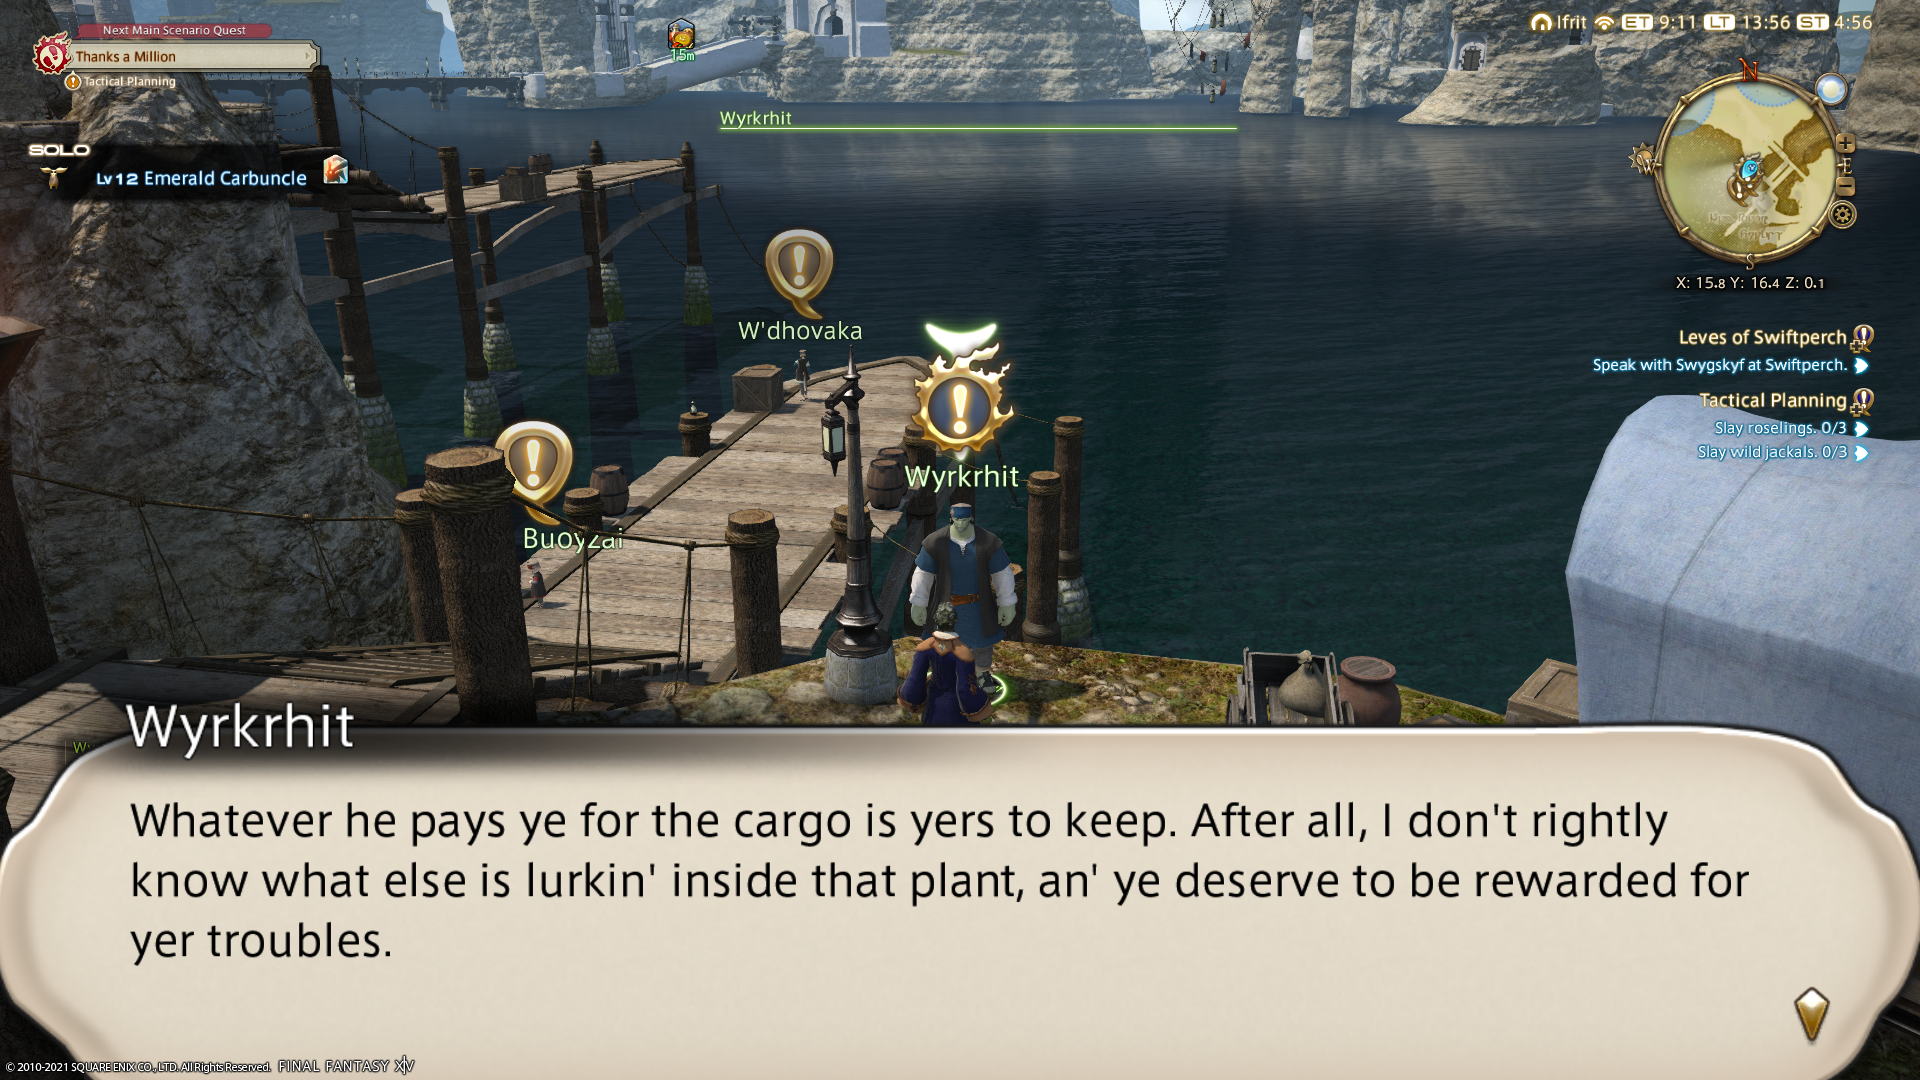 Next Main Scenario Quest
Thanks a Million
Tactical Planning
15m
Ifrit ET 9:11 LT 13:56 ST 4:56
Wyrkrhit
SOLO
Lv12 Emerald Carbuncle
N
E
W
S
X: 15.8 Y: 16.4 Z: 0.1
Leves of Swiftperch
Speak with Swygskyf at Swiftperch.
Tactical Planning
Slay roselings. 0/3
Slay wild jackals. 0/3
W'dhovaka
Wyrkrhit
Buoyzai
Wyrkrhit
Whatever he pays ye for the cargo is yers to keep. After all, I don't rightly
know what else is lurkin' inside that plant, an' ye deserve to be rewarded for
yer troubles.
© 2010-2021 SQUARE ENIX CO., LTD. All Rights Reserved. FINAL FANTASY XIV